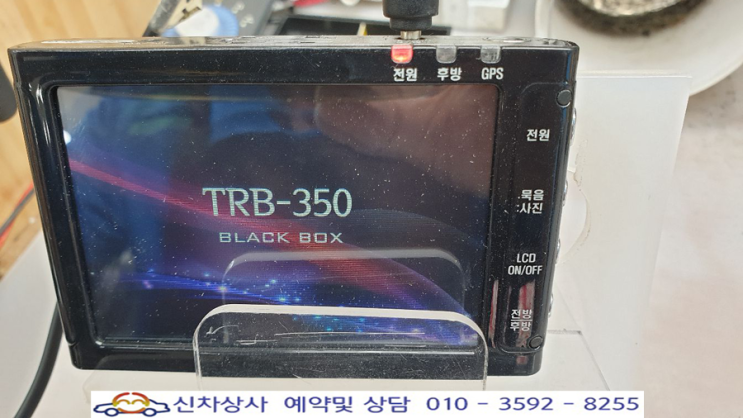 전원 후방 GPS
전원
TRB-350
BLACK BOX
묵음
사진
LCD
ON/OFF
전방
후방
신차상사 예약및 상담 010 - 3592 - 8255